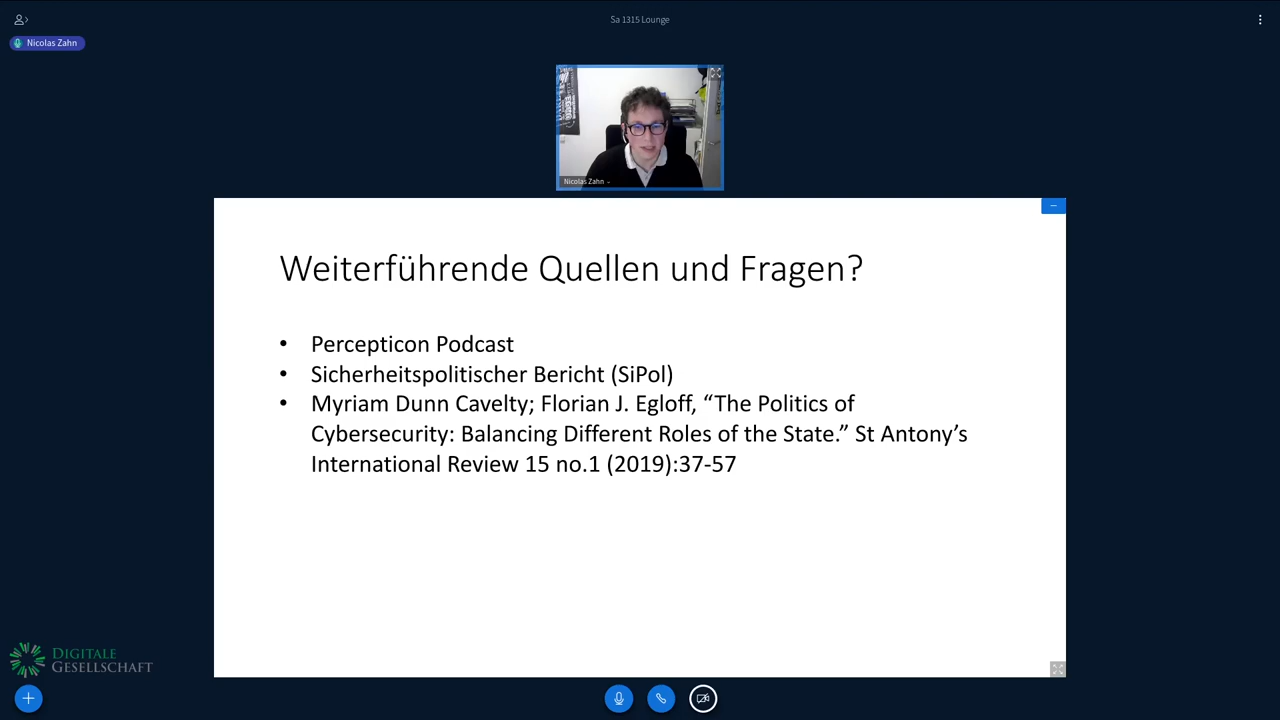 Sa 1315 Lounge
Nicolas Zahn
Nicolas Zahn
Weiterführende Quellen und Fragen?
• Percepticon Podcast
• Sicherheitspolitischer Bericht (SiPol)
• Myriam Dunn Cavelty; Florian J. Egloff, “The Politics of
Cybersecurity: Balancing Different Roles of the State.” St Antony’s
International Review 15 no.1 (2019):37-57
DIGITALE
GESELLSCHAFT